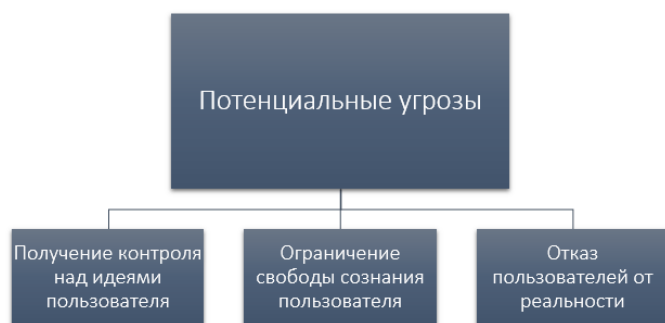 Потенциальные угрозы
Получение контроля
над идеями
пользователя
Ограничение
свободы сознания
пользователя
Отказ
пользователей от
реальности